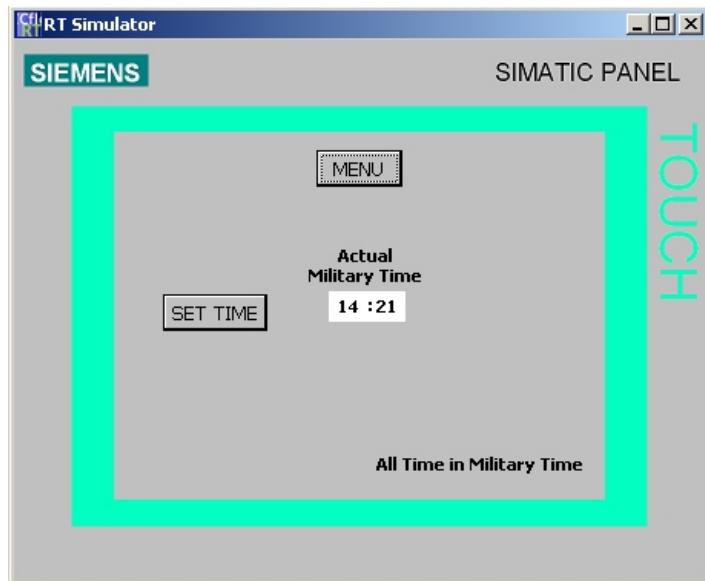 RT Simulator
SIEMENS
SIMATIC PANEL
TOUCH
MENU
Actual
Military Time
14 :21
SET TIME
All Time in Military Time